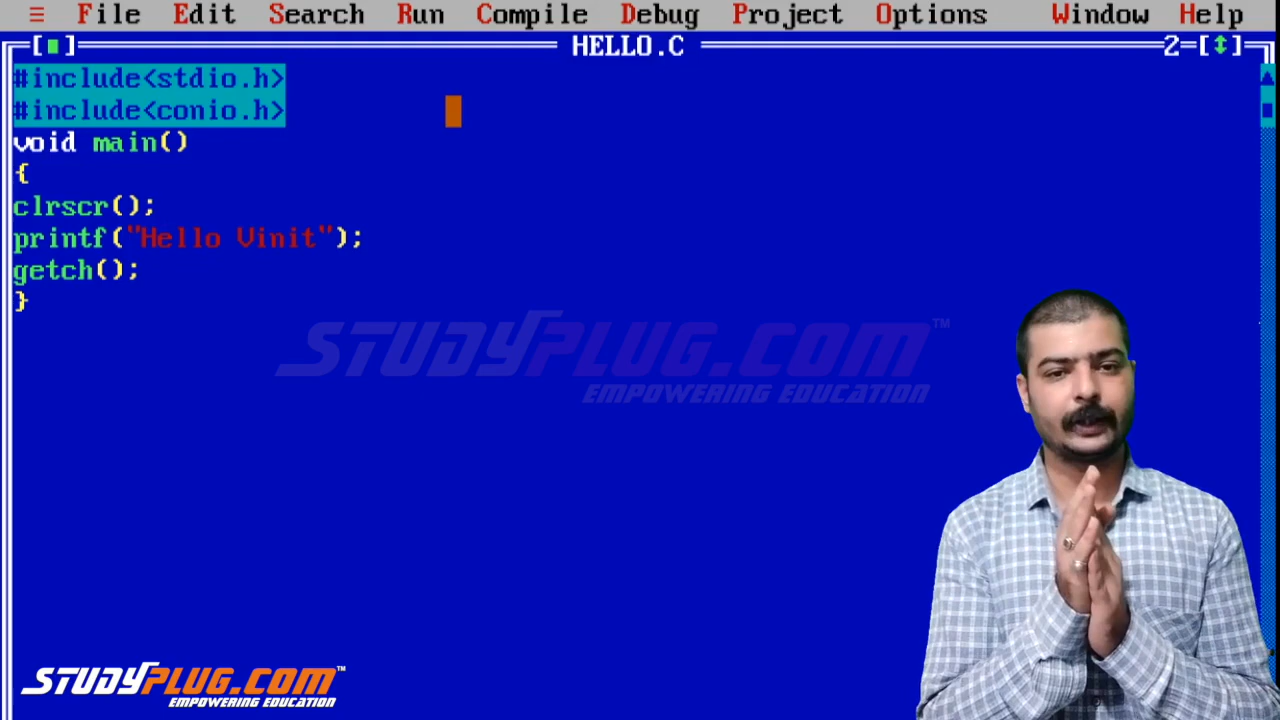 ≡ File Edit Search Run Compile Debug Project Options Window Help
[■] HELLO.C 2=[↕]
#include<stdio.h>
#include<conio.h>
void main()
{
clrscr();
printf("Hello Vinit");
getch();
}
STUDYPLUG.COM™
EMPOWERING EDUCATION
STUDYPLUG.COM™
EMPOWERING EDUCATION